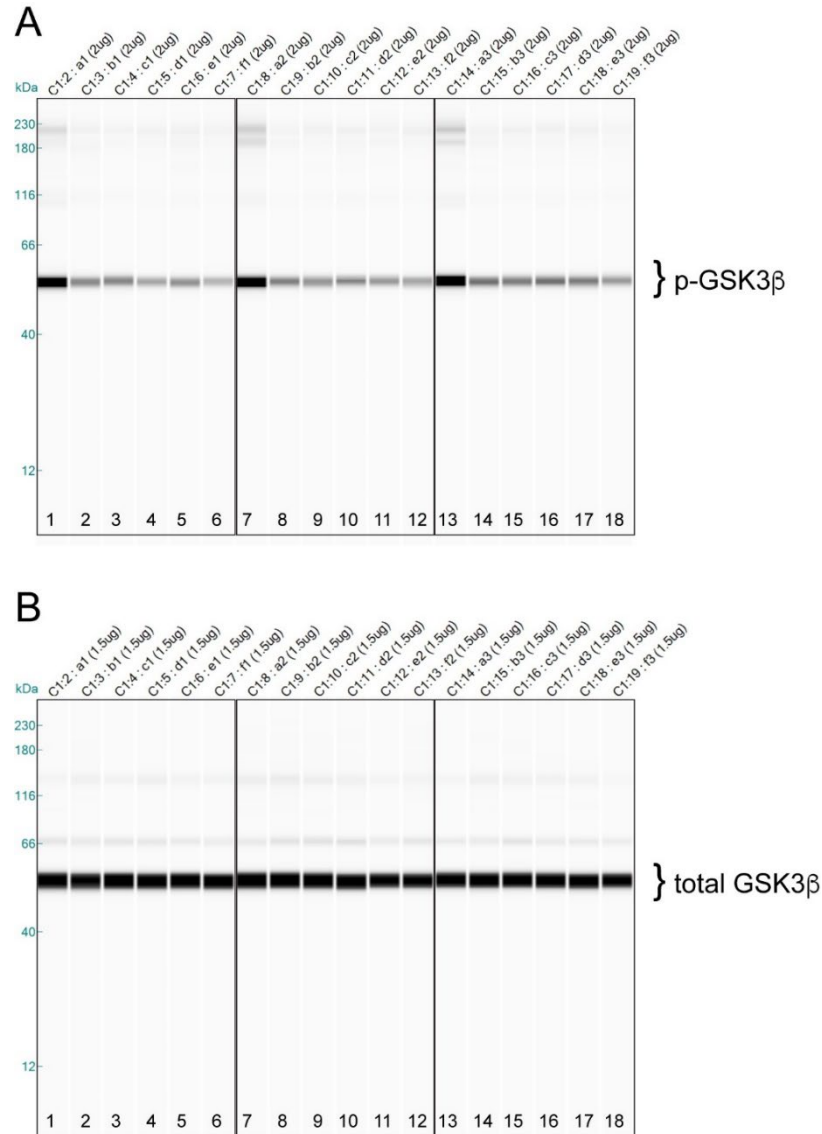 A
C1:2 : a1 (2ug) C1:3 : b1 (2ug) C1:4 : c1 (2ug) C1:5 : d1 (2ug) C1:6 : e1 (2ug) C1:7 : f1 (2ug) C1:8 : a2 (2ug) C1:9 : b2 (2ug) C1:10 : c2 (2ug) C1:11 : d2 (2ug) C1:12 : e2 (2ug) C1:13 : f2 (2ug) C1:14 : a3 (2ug) C1:15 : b3 (2ug) C1:16 : c3 (2ug) C1:17 : d3 (2ug) C1:18 : e3 (2ug) C1:19 : f3 (2ug)
kDa
230
180
116
66
} p-GSK3β
40
12
1 2 3 4 5 6 7 8 9 10 11 12 13 14 15 16 17 18
B
C1:2 : a1 (1.5ug) C1:3 : b1 (1.5ug) C1:4 : c1 (1.5ug) C1:5 : d1 (1.5ug) C1:6 : e1 (1.5ug) C1:7 : f1 (1.5ug) C1:8 : a2 (1.5ug) C1:9 : b2 (1.5ug) C1:10 : c2 (1.5ug) C1:11 : d2 (1.5ug) C1:12 : e2 (1.5ug) C1:13 : f2 (1.5ug) C1:14 : a3 (1.5ug) C1:15 : b3 (1.5ug) C1:16 : c3 (1.5ug) C1:17 : d3 (1.5ug) C1:18 : e3 (1.5ug) C1:19 : f3 (1.5ug)
kDa
230
180
116
66
} total GSK3β
40
12
1 2 3 4 5 6 7 8 9 10 11 12 13 14 15 16 17 18